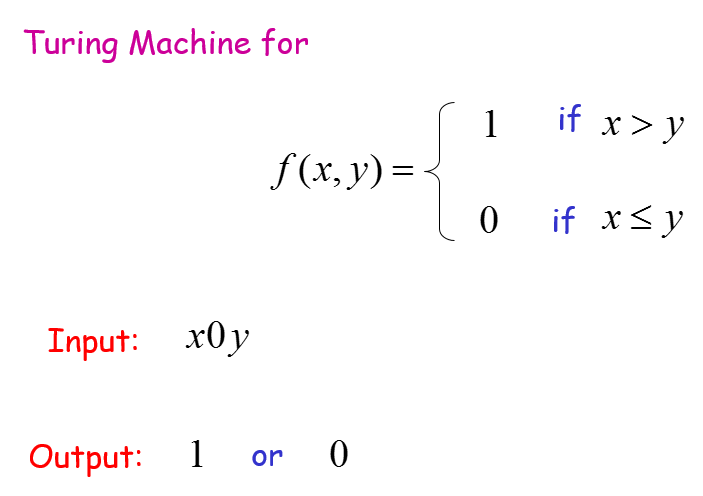 Turing Machine for
1 if x > y
f(x, y) =
0 if x ≤ y
Input: x0y
Output: 1 or 0